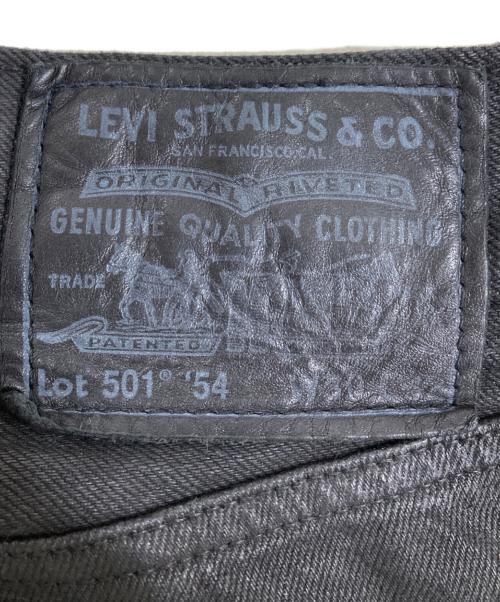 LEVI STRAUSS & CO.
SAN FRANCISCO, CAL.
ORIGINAL RIVETED
GENUINE QUALITY CLOTHING
TRADE
PATENTED
Lot 501® '54